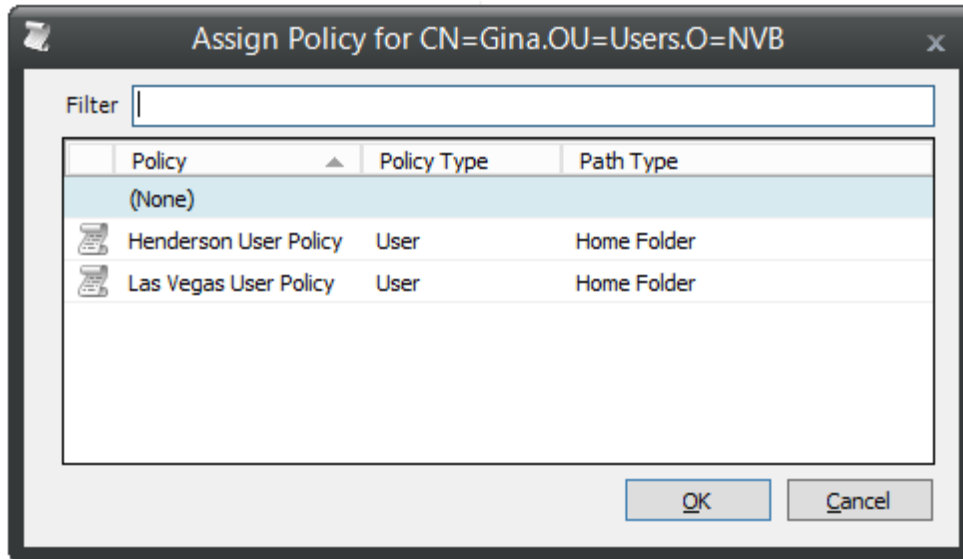 Assign Policy for CN=Gina.OU=Users.O=NVB x
Filter
Policy Policy Type Path Type
(None)
Henderson User Policy User Home Folder
Las Vegas User Policy User Home Folder
OK Cancel